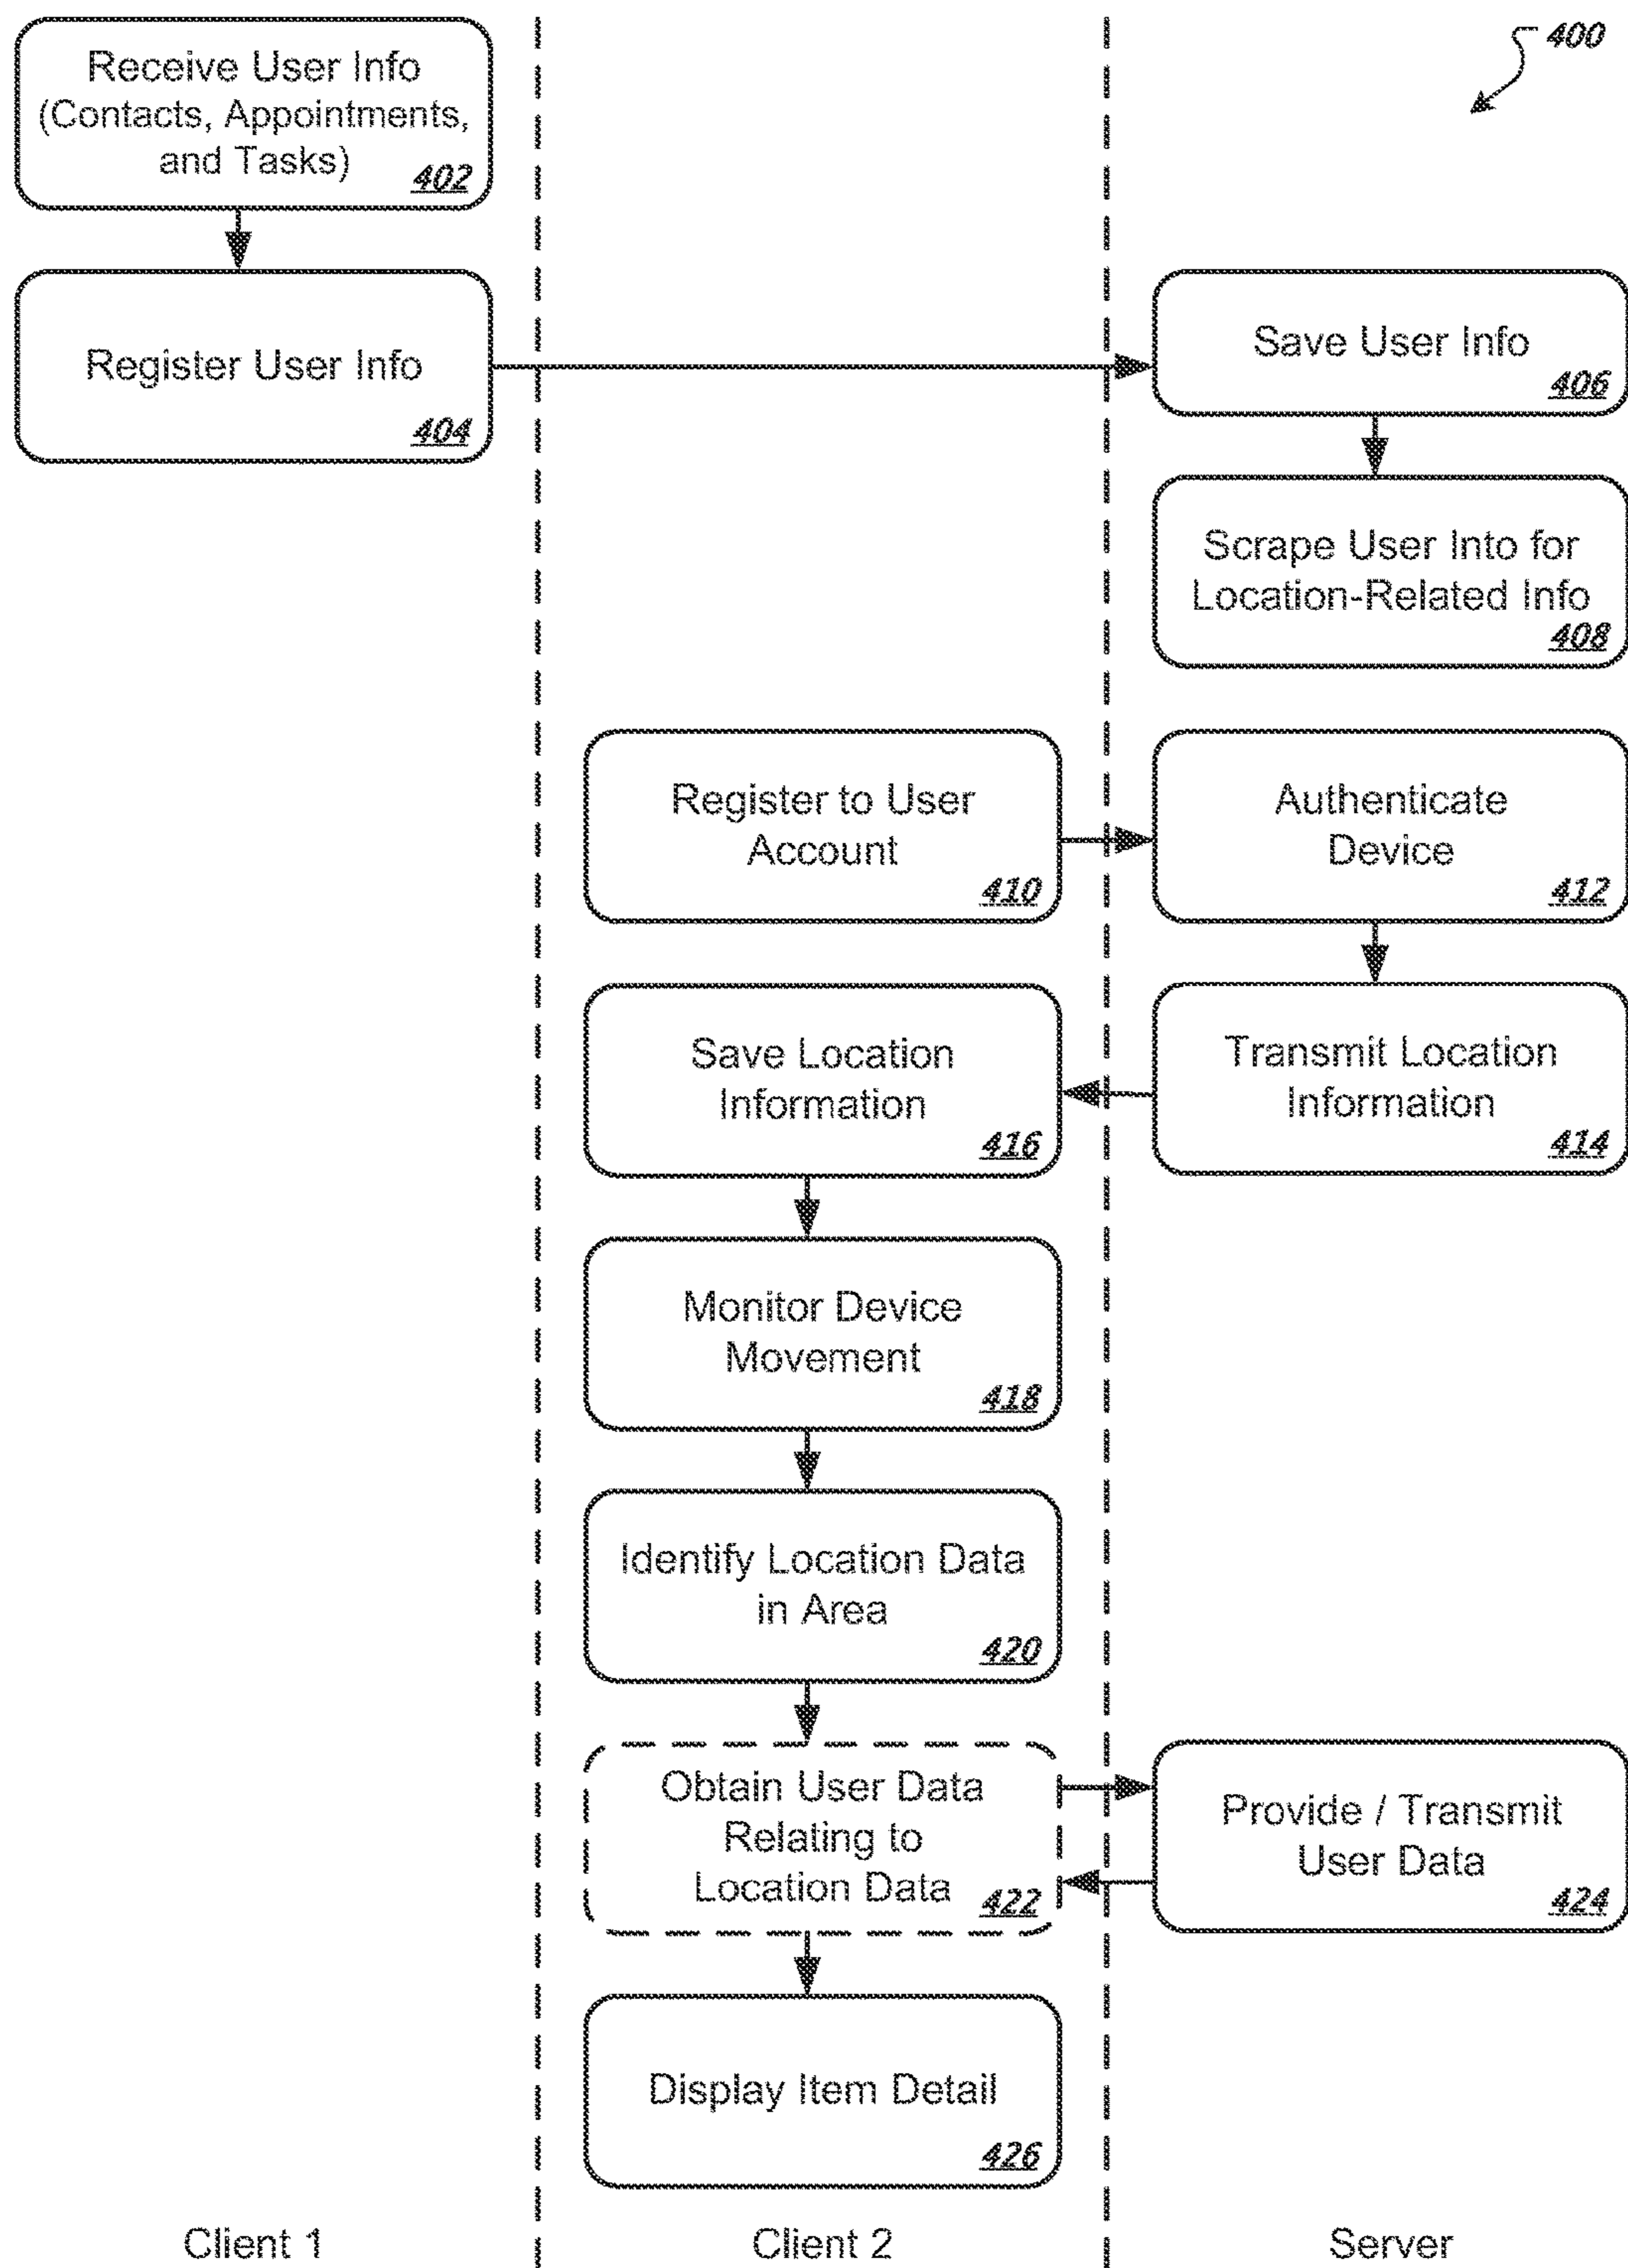 400
Receive User Info
(Contacts, Appointments,
and Tasks)
402
Register User Info
404
Save User Info
406
Scrape User Into for
Location-Related Info
408
Register to User
Account
410
Authenticate
Device
412
Transmit Location
Information
414
Save Location
Information
416
Monitor Device
Movement
418
Identify Location Data
in Area
420
Obtain User Data
Relating to
Location Data
422
Provide / Transmit
User Data
424
Display Item Detail
426
Client 1
Client 2
Server